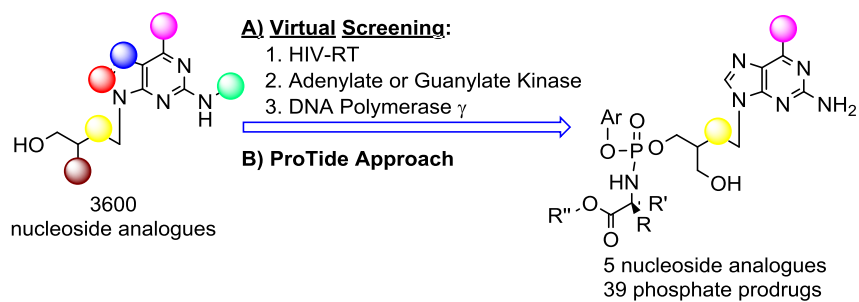 A) Virtual Screening:
1. HIV-RT
2. Adenylate or Guanylate Kinase
3. DNA Polymerase γ
B) ProTide Approach
N
N
N
N
H
HO
3600
nucleoside analogues
N
N
N
N
NH₂
Ar
O
O
P
O
HN
OH
R''
O
R'
R
O
5 nucleoside analogues
39 phosphate prodrugs